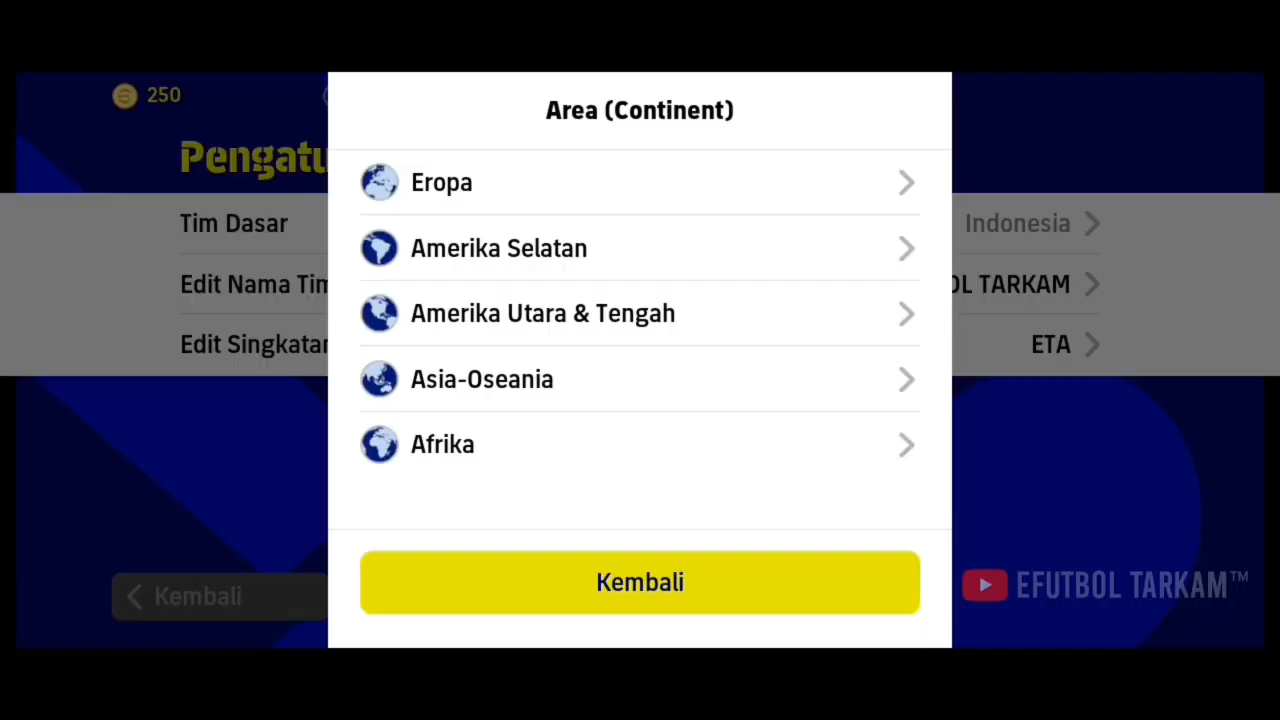 250
Area (Continent)
Pengatu
Eropa
Tim Dasar
Indonesia
Amerika Selatan
Edit Nama Tim
OL TARKAM
Amerika Utara & Tengah
Edit Singkatan
ETA
Asia-Oseania
Afrika
Kembali
Kembali
EFUTBOL TARKAM™